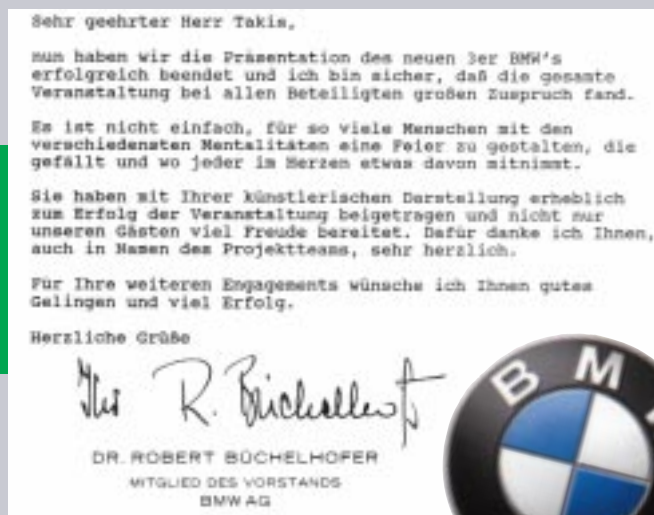 Sehr geehrter Herr Takis,
nun haben wir die Präsentation des neuen 3er BMW's
erfolgreich beendet und ich bin sicher, daß die gesamte
Veranstaltung bei allen Beteiligten großen Zuspruch fand.
Es ist nicht einfach, für so viele Menschen mit den
verschiedensten Mentalitäten eine Feier zu gestalten, die
gefällt und wo jeder im Herzen etwas davon mitnimmt.
Sie haben mit Ihrer künstlerischen Darstellung erheblich
zum Erfolg der Veranstaltung beigetragen und nicht nur
unseren Gästen viel Freude bereitet. Dafür danke ich Ihnen,
auch im Namen des Projektteams, sehr herzlich.
Für Ihre weiteren Engagements wünsche ich Ihnen gutes
Gelingen und viel Erfolg.
Herzliche Grüße
Ihr R. Büchelhofer
DR. ROBERT BÜCHELHOFER
MITGLIED DES VORSTANDS
BMW AG
B M